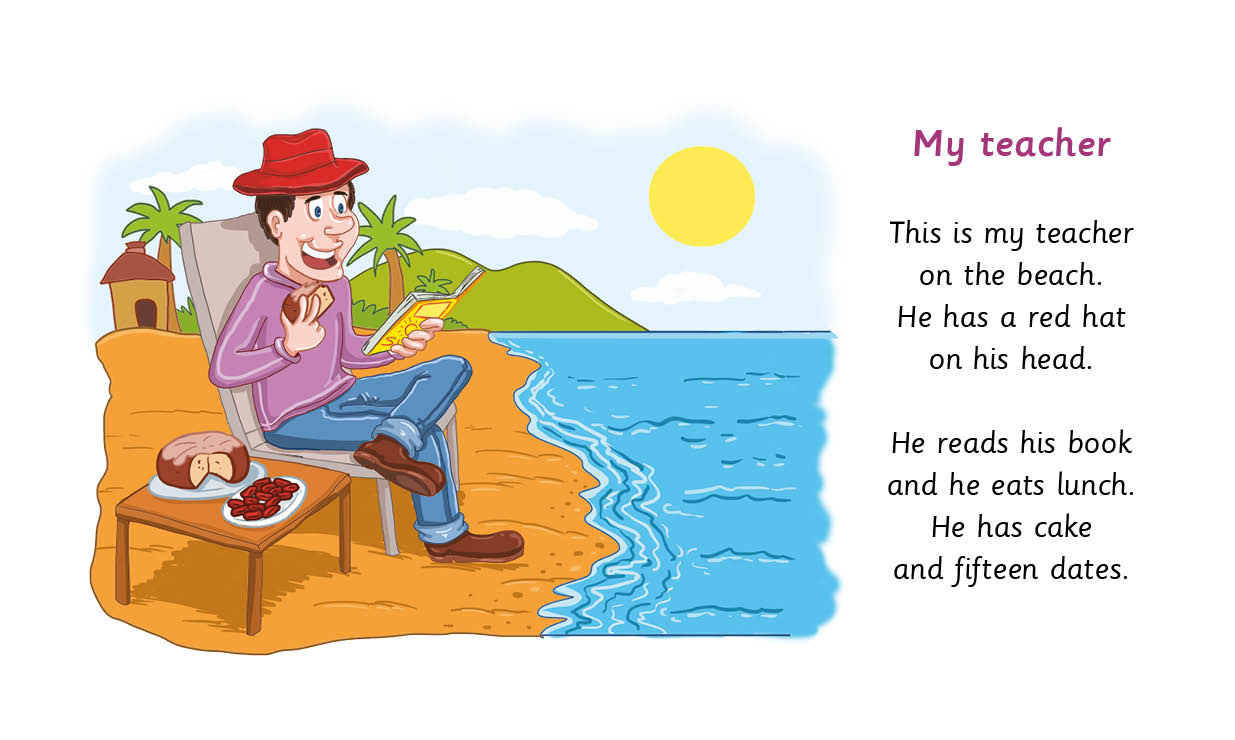 My teacher
This is my teacher
on the beach.
He has a red hat
on his head.
He reads his book
and he eats lunch.
He has cake
and fifteen dates.